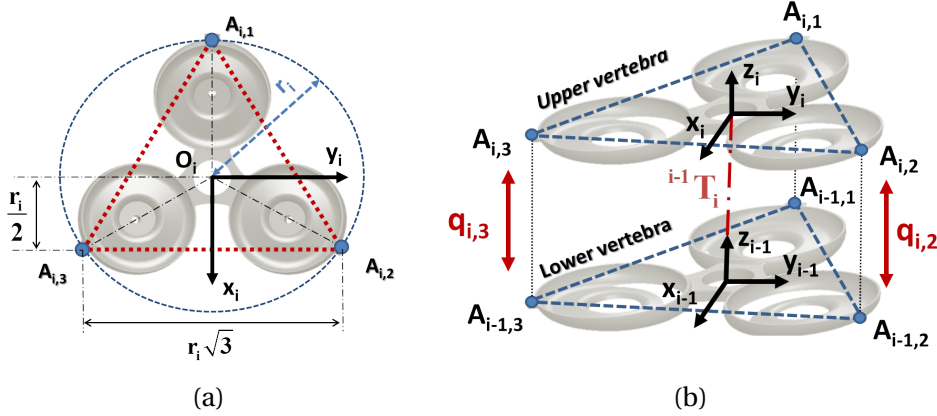 A_{i,1}
r_i
O_i
y_i
r_i/2
A_{i,3}
A_{i,2}
x_i
r_i√3
(a)
A_{i,1}
Upper vertebra
z_i
y_i
x_i
A_{i,3}
A_{i,2}
^{i-1}T_i
A_{i-1,1}
q_{i,3}
q_{i,2}
Lower vertebra
z_{i-1}
y_{i-1}
x_{i-1}
A_{i-1,3}
A_{i-1,2}
(b)